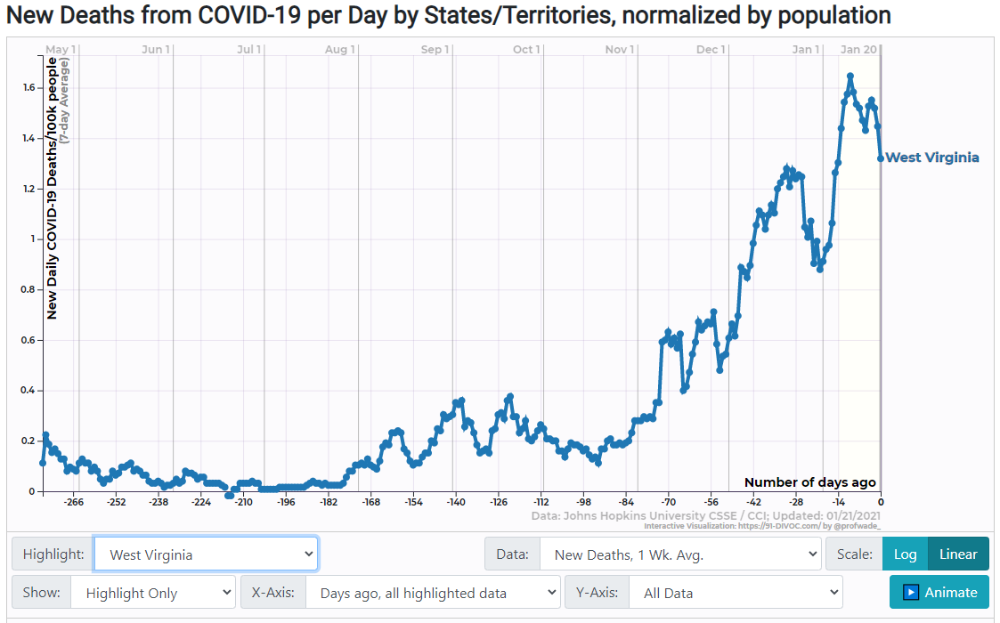 New Deaths from COVID-19 per Day by States/Territories, normalized by population
May 1 Jun 1 Jul 1 Aug 1 Sep 1 Oct 1 Nov 1 Dec 1 Jan 1 Jan 20
New Daily COVID-19 Deaths/100k people
(7-day Average)
1.6
1.4
1.2
1
0.8
0.6
0.4
0.2
0
West Virginia
Number of days ago
-266 -252 -238 -224 -210 -196 -182 -168 -154 -140 -126 -112 -98 -84 -70 -56 -42 -28 -14 0
Data: Johns Hopkins University CSSE / CCI; Updated: 01/21/2021
Interactive Visualization: https://91-DIVOC.com/ by @profwade_
Highlight: West Virginia Data: New Deaths, 1 Wk. Avg. Scale: Log Linear
Show: Highlight Only X-Axis: Days ago, all highlighted data Y-Axis: All Data Animate